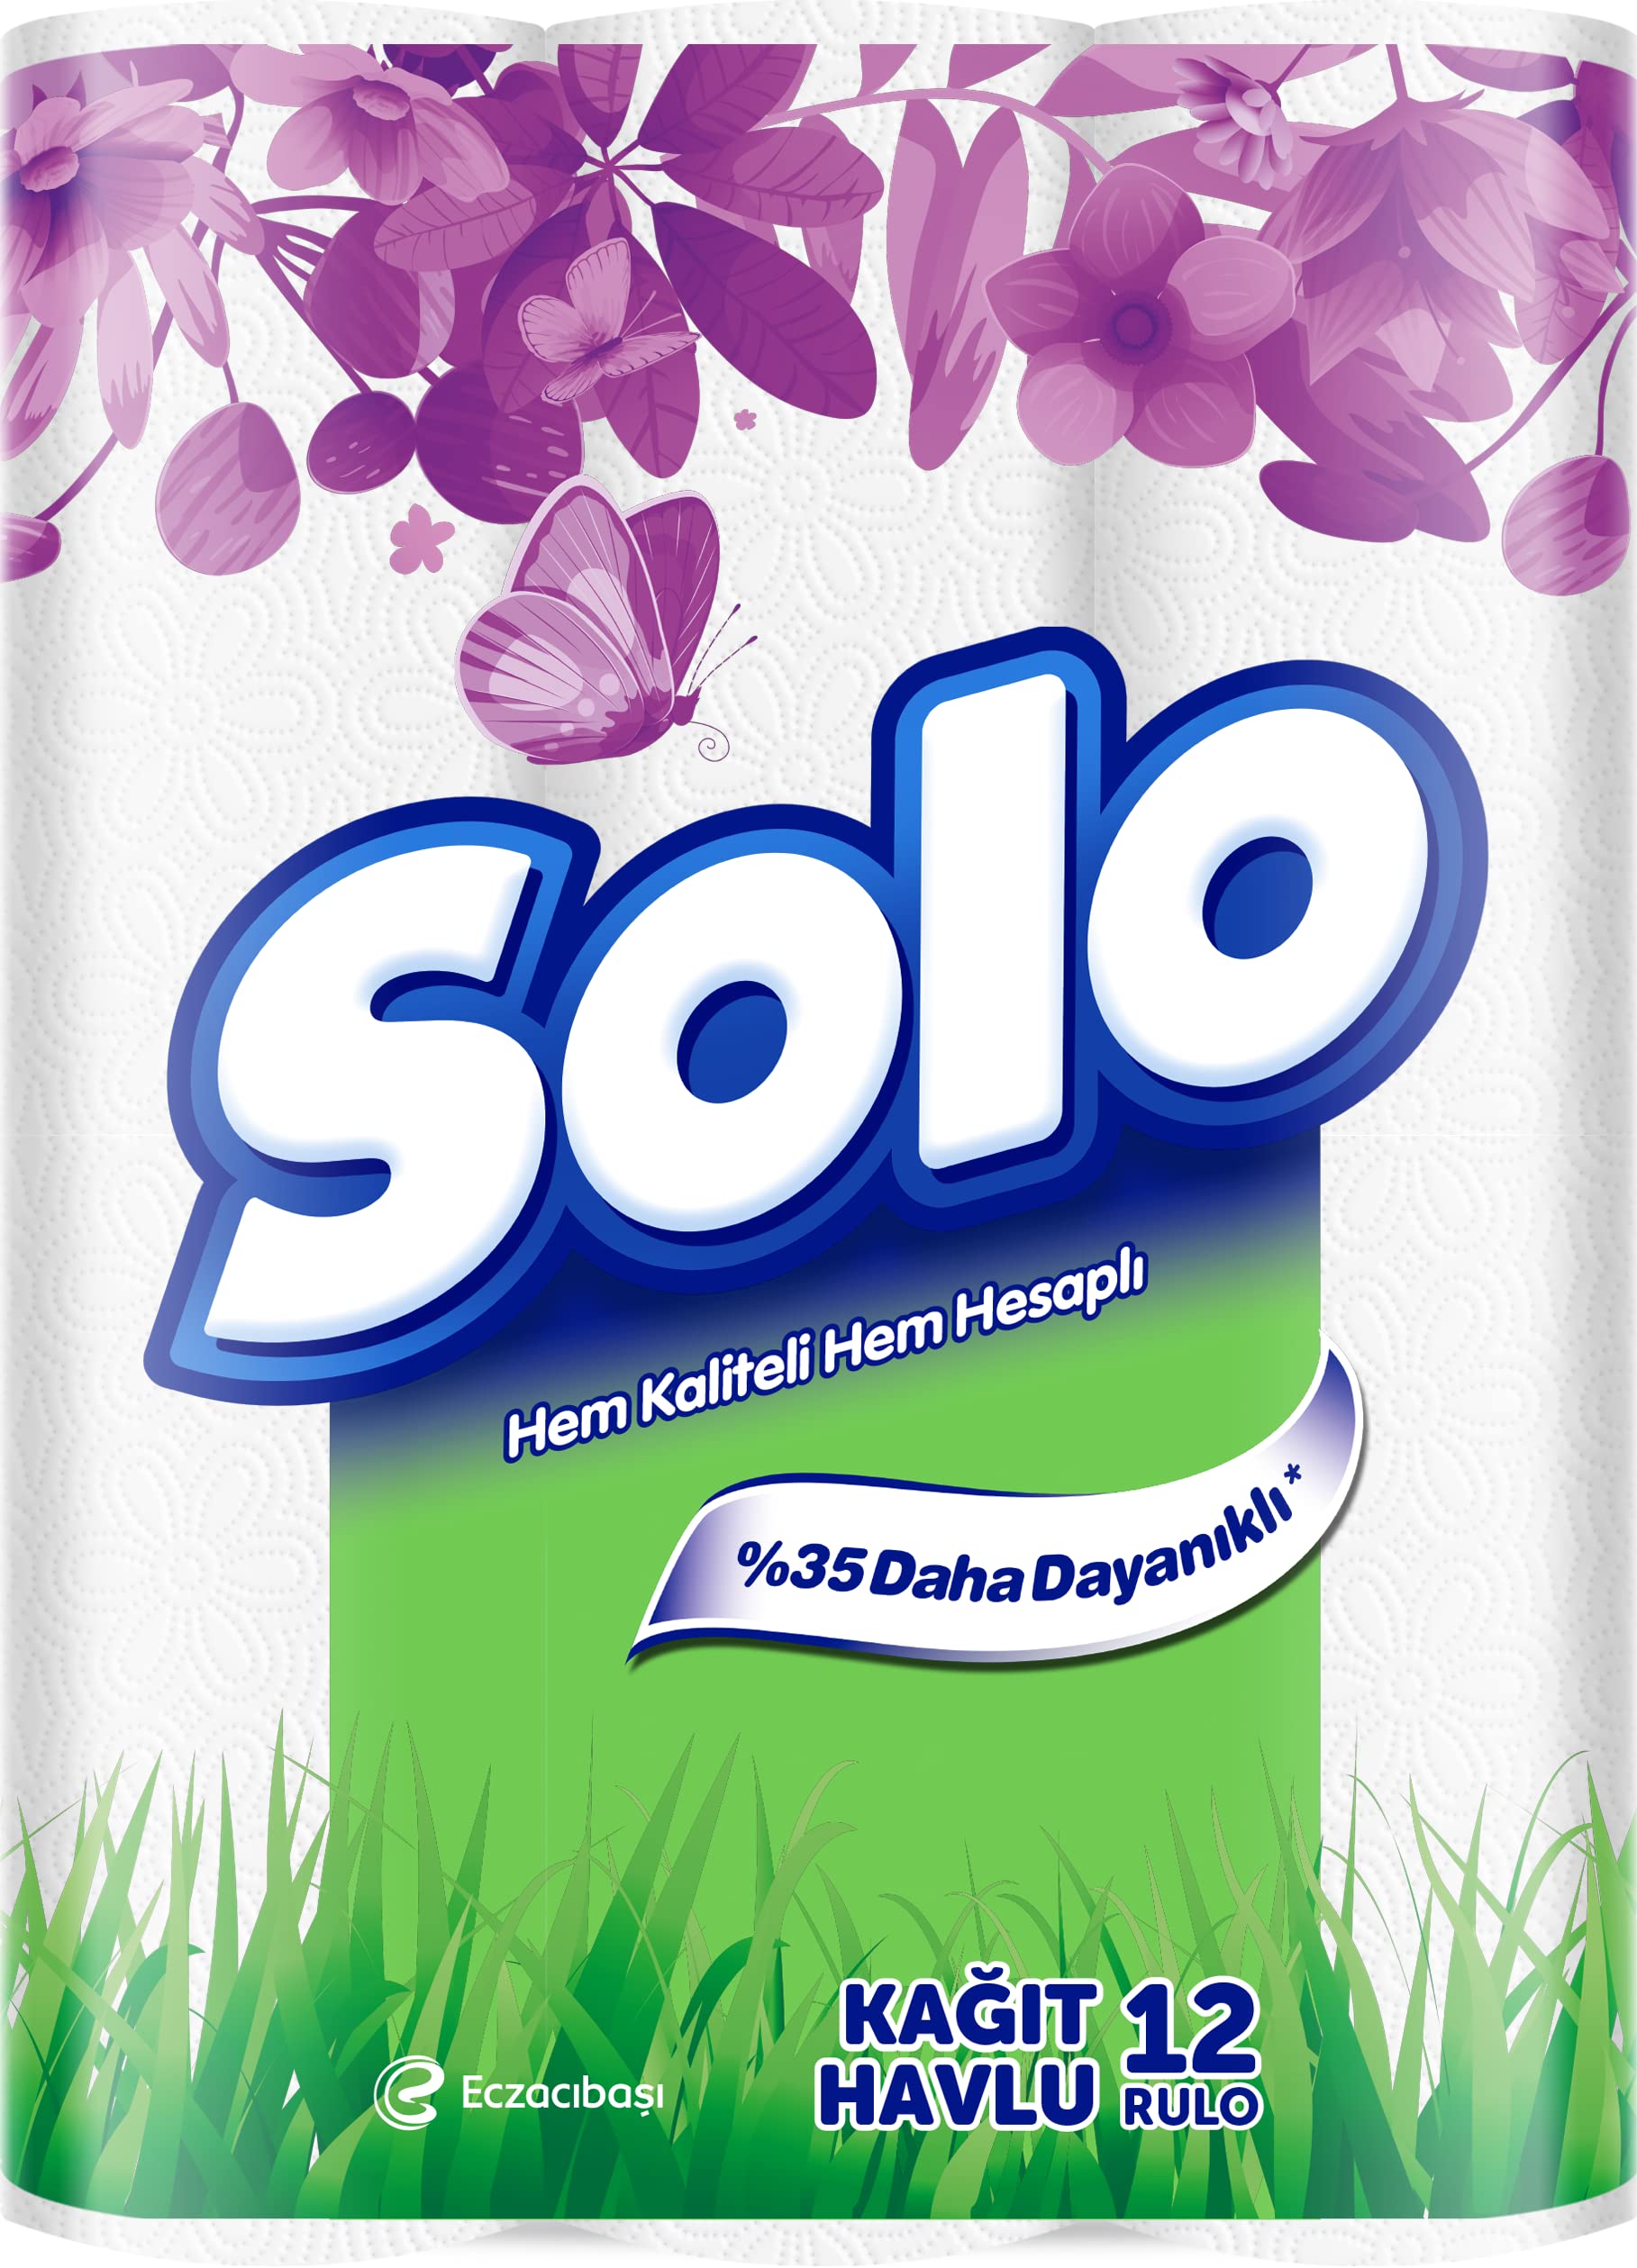 Solo
Hem Kaliteli Hem Hesaplı
%35 Daha Dayanıklı*
KAĞIT
HAVLU
12
RULO
Eczacıbaşı